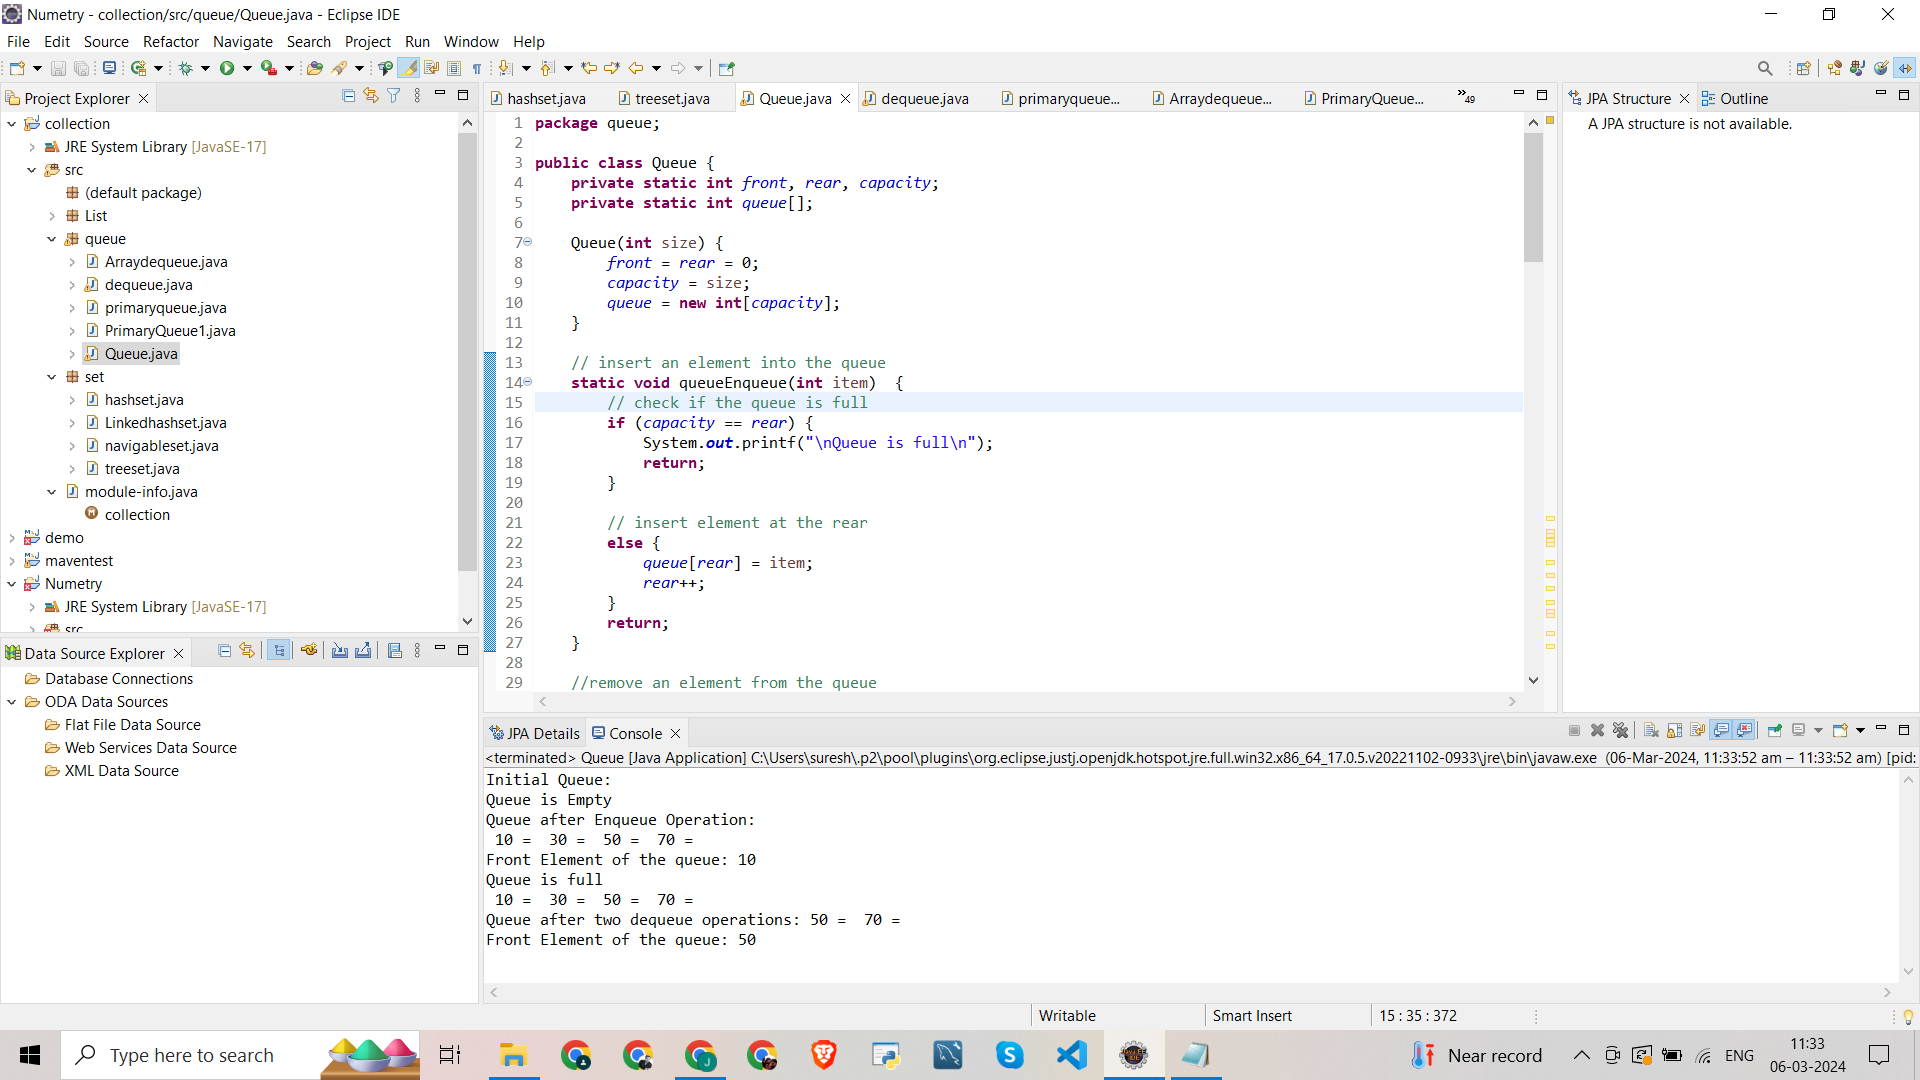 Numetry - collection/src/queue/Queue.java - Eclipse IDE
File Edit Source Refactor Navigate Search Project Run Window Help
Project Explorer
collection
JRE System Library [JavaSE-17]
src
(default package)
List
queue
Arraydequeue.java
dequeue.java
primaryqueue.java
PrimaryQueue1.java
Queue.java
set
hashset.java
Linkedhashset.java
navigableset.java
treeset.java
module-info.java
collection
demo
maventest
Numetry
JRE System Library [JavaSE-17]
src
Data Source Explorer
Database Connections
ODA Data Sources
Flat File Data Source
Web Services Data Source
XML Data Source
hashset.java treeset.java Queue.java dequeue.java primaryqueue... Arraydequeue... PrimaryQueue... »49
1 package queue;
2
3 public class Queue {
4 private static int front, rear, capacity;
5 private static int queue[];
6
7 Queue(int size) {
8 front = rear = 0;
9 capacity = size;
10 queue = new int[capacity];
11 }
12
13 // insert an element into the queue
14 static void queueEnqueue(int item)  {
15 // check if the queue is full
16 if (capacity == rear) {
17 System.out.printf("\nQueue is full\n");
18 return;
19 }
20
21 // insert element at the rear
22 else {
23 queue[rear] = item;
24 rear++;
25 }
26 return;
27 }
28
29 //remove an element from the queue
JPA Structure Outline
A JPA structure is not available.
JPA Details Console
<terminated> Queue [Java Application] C:\Users\suresh\.p2\pool\plugins\org.eclipse.justj.openjdk.hotspot.jre.full.win32.x86_64_17.0.5.v20221102-0933\jre\bin\javaw.exe (06-Mar-2024, 11:33:52 am – 11:33:52 am) [pid:
Initial Queue:
Queue is Empty
Queue after Enqueue Operation:
10 =  30 =  50 =  70 =
Front Element of the queue: 10
Queue is full
10 =  30 =  50 =  70 =
Queue after two dequeue operations: 50 =  70 =
Front Element of the queue: 50
Writable Smart Insert 15 : 35 : 372
Type here to search
Near record
ENG
11:33
06-03-2024